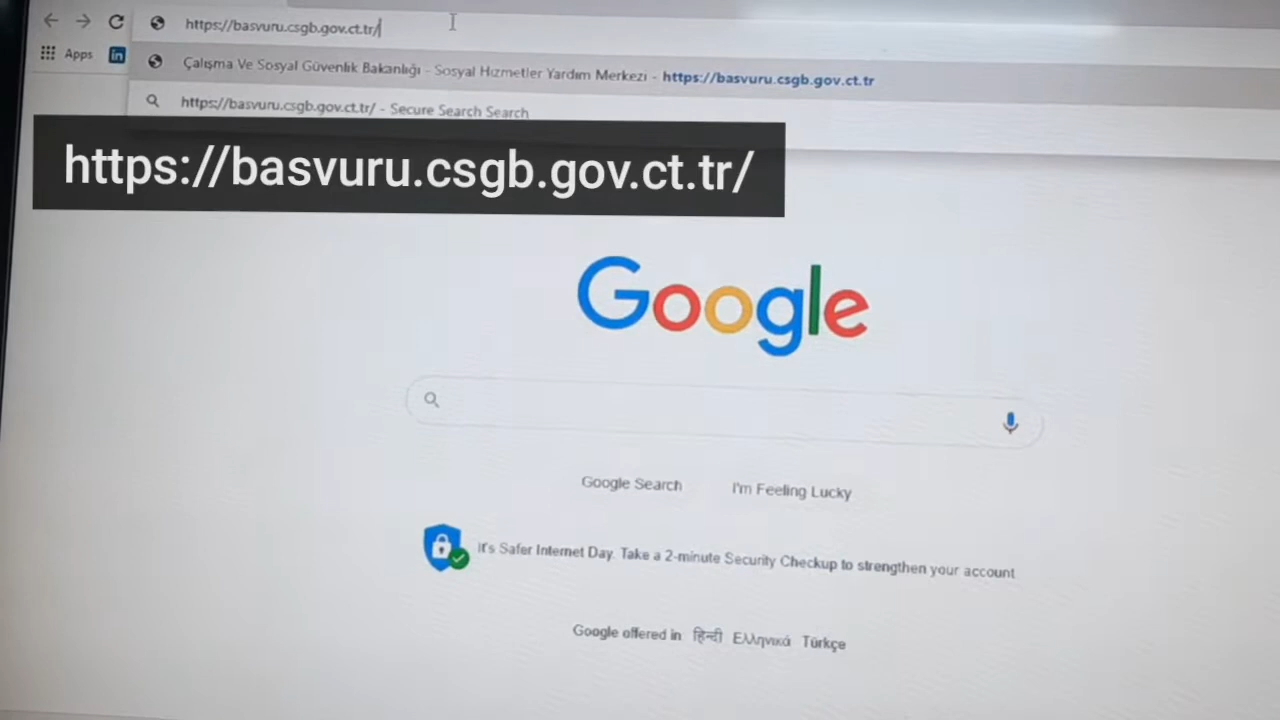 https://basvuru.csgb.gov.ct.tr/
Apps in
Çalışma Ve Sosyal Güvenlik Bakanlığı - Sosyal Hizmetler Yardım Merkezi - https://basvuru.csgb.gov.ct.tr
https://basvuru.csgb.gov.ct.tr/ - Secure Search Search
https://basvuru.csgb.gov.ct.tr/
Google
Google Search I'm Feeling Lucky
It's Safer Internet Day. Take a 2-minute Security Checkup to strengthen your account
Google offered in हिन्दी Ελληνικά Türkçe